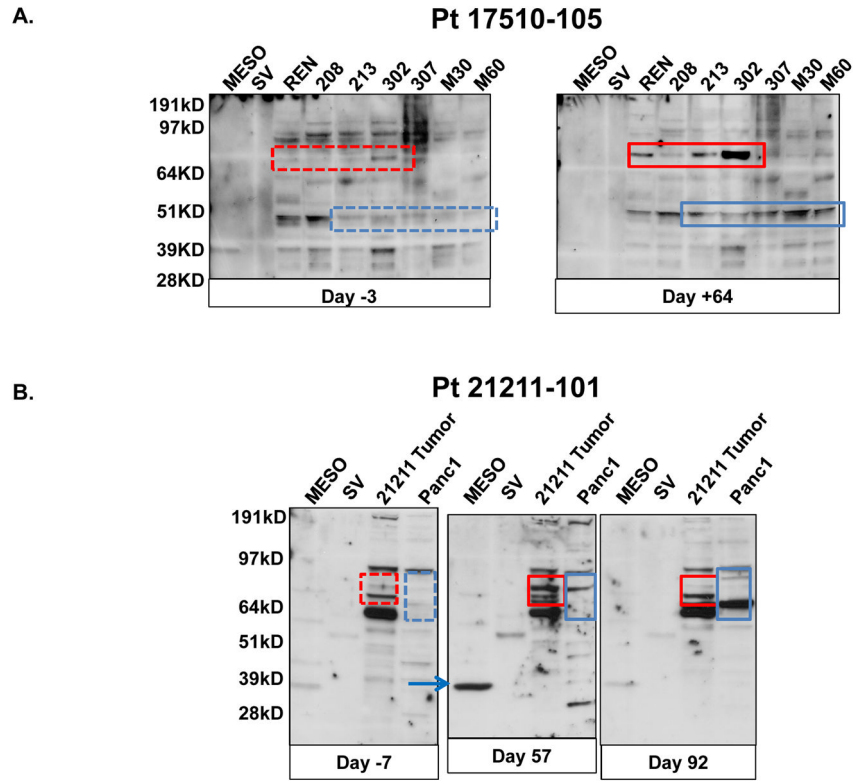 A.
Pt 17510-105
MESO SV REN 208 213 302 307 M30 M60
MESO SV REN 208 213 302 307 M30 M60
191kD
97kD
64KD
51KD
39KD
28KD
Day -3
Day +64
B.
Pt 21211-101
MESO SV 21211 Tumor Panc1
MESO SV 21211 Tumor Panc1
MESO SV 21211 Tumor Panc1
191kD
97kD
64kD
51kD
39kD
28kD
Day -7
Day 57
Day 92